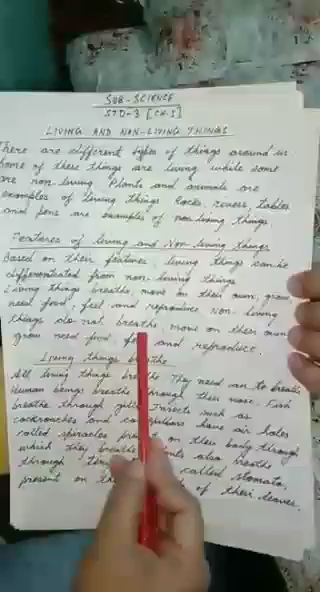 SUB-SCIENCE
STD-3 [CH-1]
LIVING AND NON-LIVING THINGS
There are different types of things around us
Some of these things are living while some
are non-living. Plants and animals are
examples of living things. Rocks, rivers, tables
and pens are examples of non living things.
Features of living and Non-living things
Based on their features, living things can be
differentiated from non-living things
Living things breathe, move on their own, grow,
need food, feel and reproduce. Non-living
things do not breathe, move on their own
grow need food, and reproduce.
Living things breathe
All living things breathe. They need air to breathe
Human beings breathe through their nose. Fish
breathe through gills. Insects such as
cockroaches and have air holes
called spiracles on their body through
which they breathe also breathe
through called stomata,
present on of their leaves.